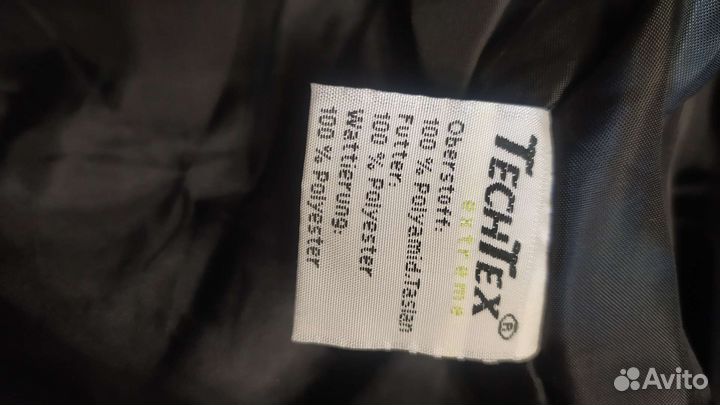 TECHTEX®
extreme
Oberstoff:
100 % Polyamid.Taslan
Futter:
100 % Polyester
Wattierung:
100 % Polyester
Avito